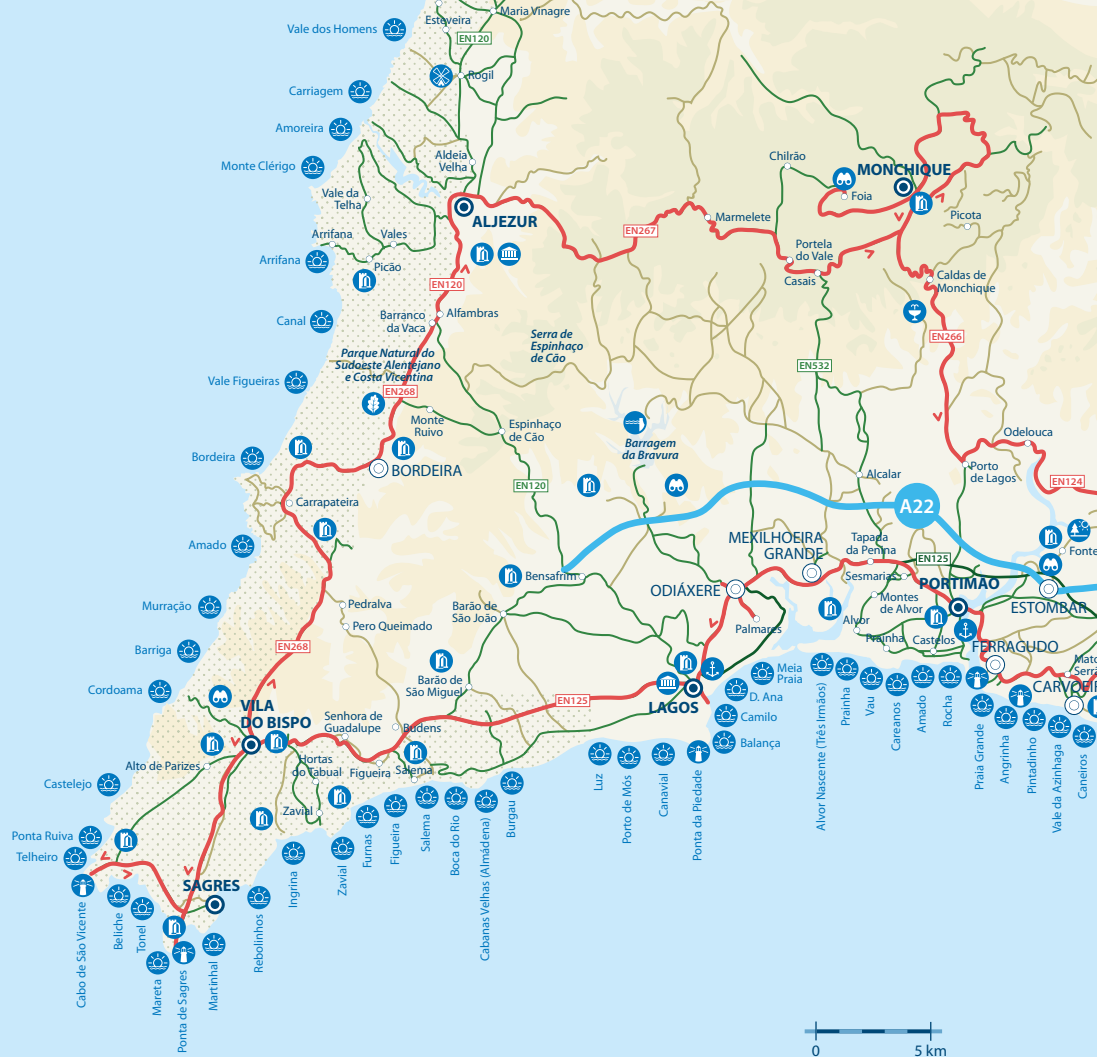 Maria Vinagre
Esteveira
Vale dos Homens
EN120
Rogil
Carriagem
Amoreira
Aldeia
Velha
Monte Clérigo
Chilrão
MONCHIQUE
Foia
Vale da
Telha
ALJEZUR
Marmelete
Picota
EN267
Arrifana
Vales
Arrifana
Picão
Portela
do Vale
Casais
Caldas de
Monchique
EN120
Canal
Barranco
da Vaca
Alfambras
Serra de
Espinhaço
de Cão
EN266
Parque Natural do
Sudoeste Alentejano
e Costa Vicentina
EN532
Vale Figueiras
EN268
Monte
Ruivo
Espinhaço
de Cão
Barragem
da Bravura
Odelouca
Bordeira
BORDEIRA
Alcalar
Porto
de Lagos
EN124
EN120
Carrapateira
A22
Amado
MEXILHOEIRA
GRANDE
Tapada
da Penina
Fonte
EN125
Bensafrim
Sesmarias
PORTIMÃO
ODIÁXERE
Montes
de Alvor
ESTOMBAR
Murração
Pedralva
Barão de
São João
Pero Queimado
Palmares
Alvor
Prainha
Castelos
FERRAGUDO
Barriga
EN268
Barão de
São Miguel
Meia
Praia
Cordoama
EN125
D. Ana
LAGOS
VILA
DO BISPO
Senhora de
Guadalupe
Budens
Camilo
Balança
Alto de Parizes
Hortas
do Tabual
Figueira
Salema
Castelejo
Zavial
Ponta Ruiva
Telheiro
SAGRES
Cabo de São Vicente
Beliche
Tonel
Mareta
Ponta de Sagres
Martinhal
Rebolinhos
Ingrina
Zavial
Furnas
Figueira
Salema
Boca do Rio
Cabanas Velhas (Almádena)
Burgau
Luz
Porto de Mós
Canavial
Ponta da Piedade
Alvor Nascente (Três Irmãos)
Prainha
Vau
Careanos
Amado
Rocha
Praia Grande
Angrinha
Pintadinho
Vale da Azinhaga
Caneiros
0
5 km